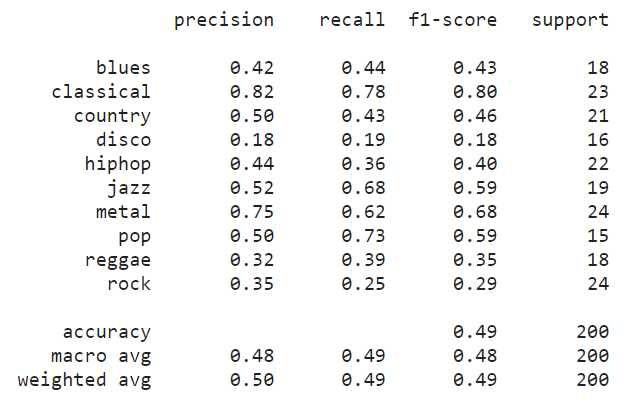 precision recall f1-score support
blues 0.42 0.44 0.43 18
classical 0.82 0.78 0.80 23
country 0.50 0.43 0.46 21
disco 0.18 0.19 0.18 16
hiphop 0.44 0.36 0.40 22
jazz 0.52 0.68 0.59 19
metal 0.75 0.62 0.68 24
pop 0.50 0.73 0.59 15
reggae 0.32 0.39 0.35 18
rock 0.35 0.25 0.29 24
accuracy 0.49 200
macro avg 0.48 0.49 0.48 200
weighted avg 0.50 0.49 0.49 200